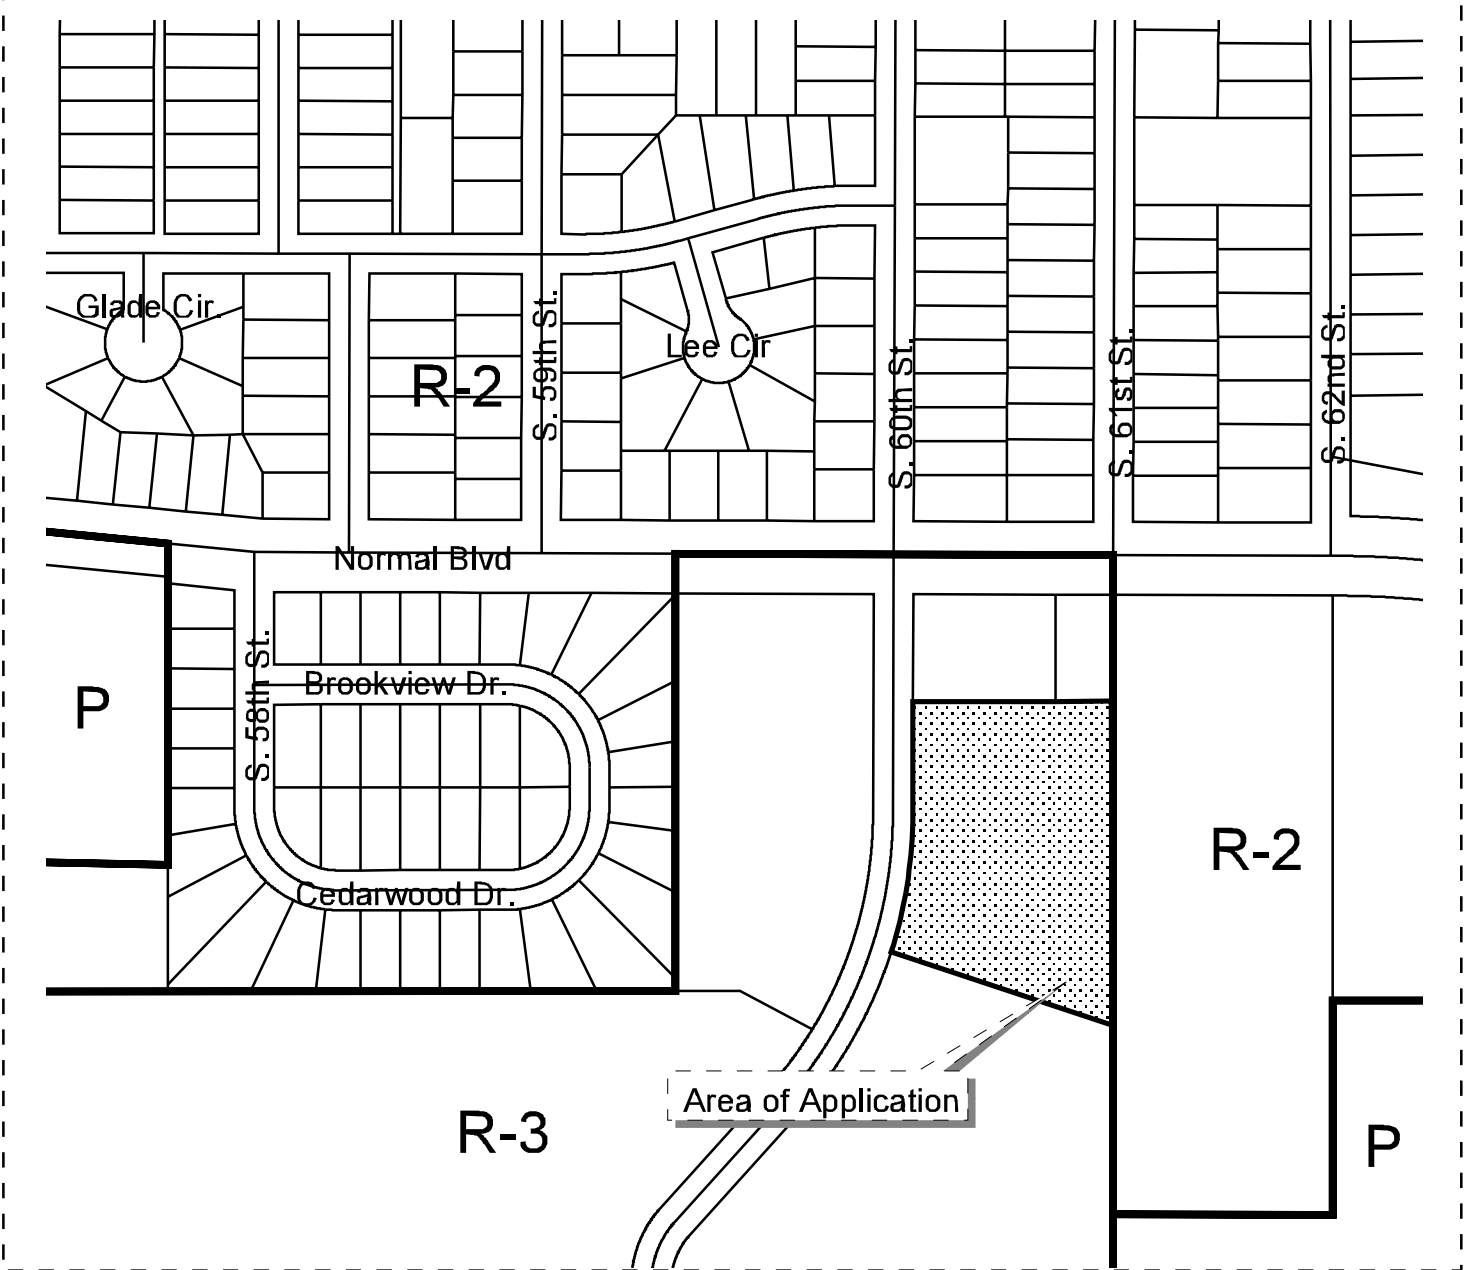 Glade Cir.
Lee Cir
R-2
S. 59th St.
S. 60th St.
S. 61st St.
S. 62nd St.
Normal Blvd
S. 58th St.
Brookview Dr.
P
R-2
Cedarwood Dr.
Area of Application
R-3
P